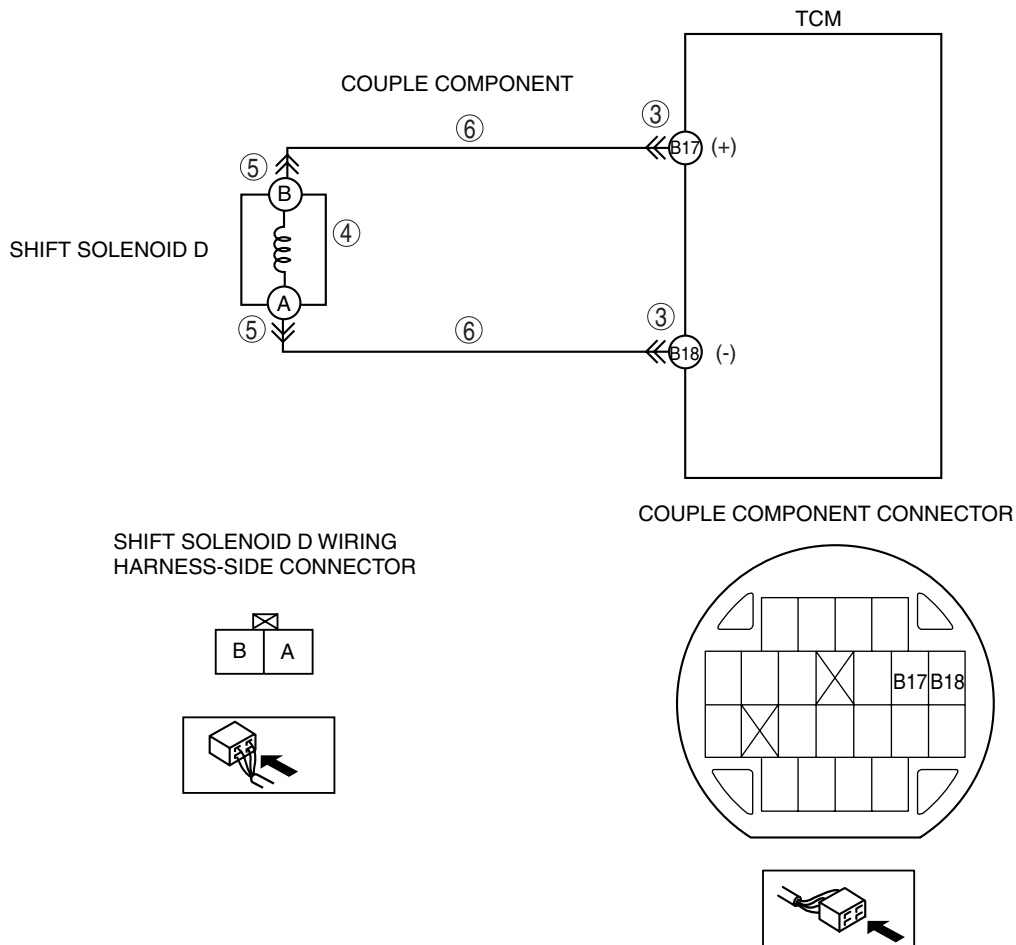 TCM
COUPLE COMPONENT
⑥
③
B17
(+)
⑤
B
④
SHIFT SOLENOID D
A
⑤
⑥
③
B18
(-)
COUPLE COMPONENT CONNECTOR
SHIFT SOLENOID D WIRING
HARNESS-SIDE CONNECTOR
B A
B17 B18